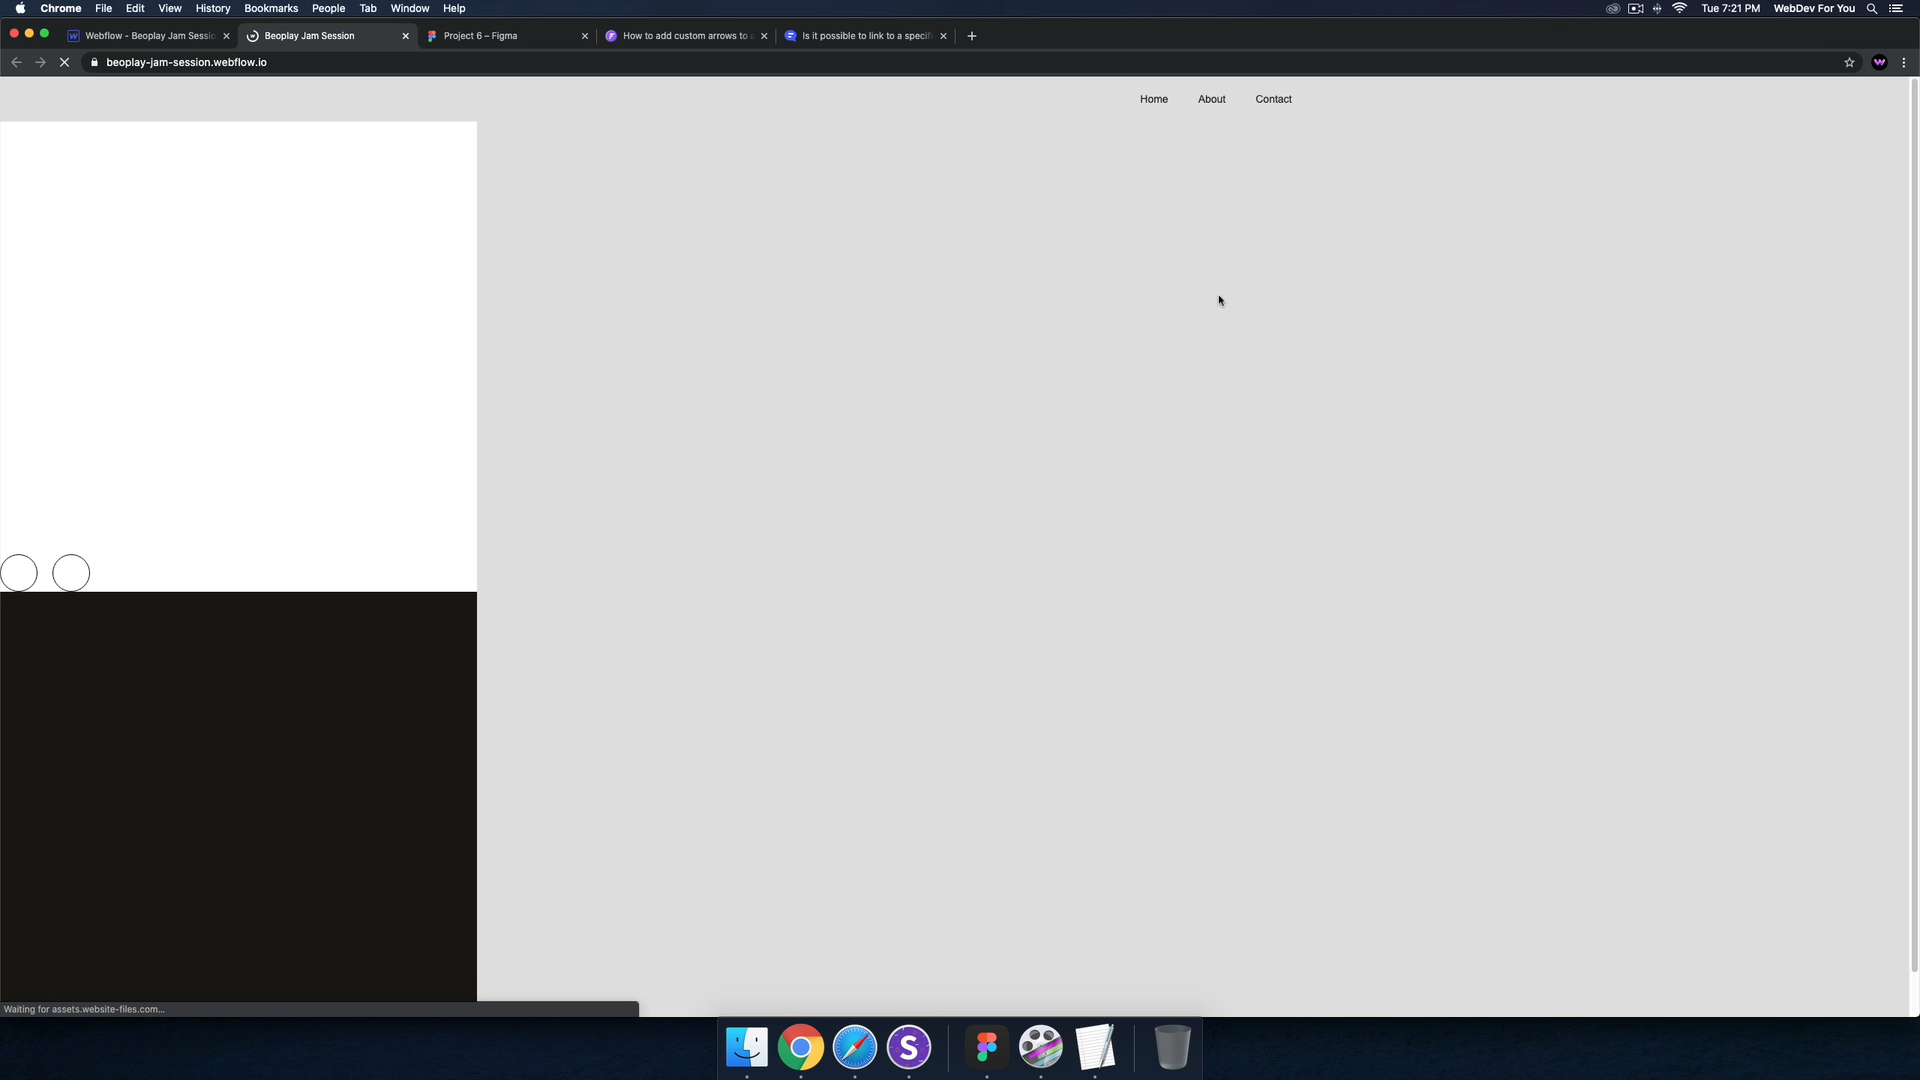 Chrome File Edit View History Bookmarks People Tab Window Help
Tue 7:21 PM WebDev For You
Webflow - Beoplay Jam Sessio
Beoplay Jam Session
Project 6 – Figma
How to add custom arrows to a
Is it possible to link to a specif
beoplay-jam-session.webflow.io
Home About Contact
Waiting for assets.website-files.com...